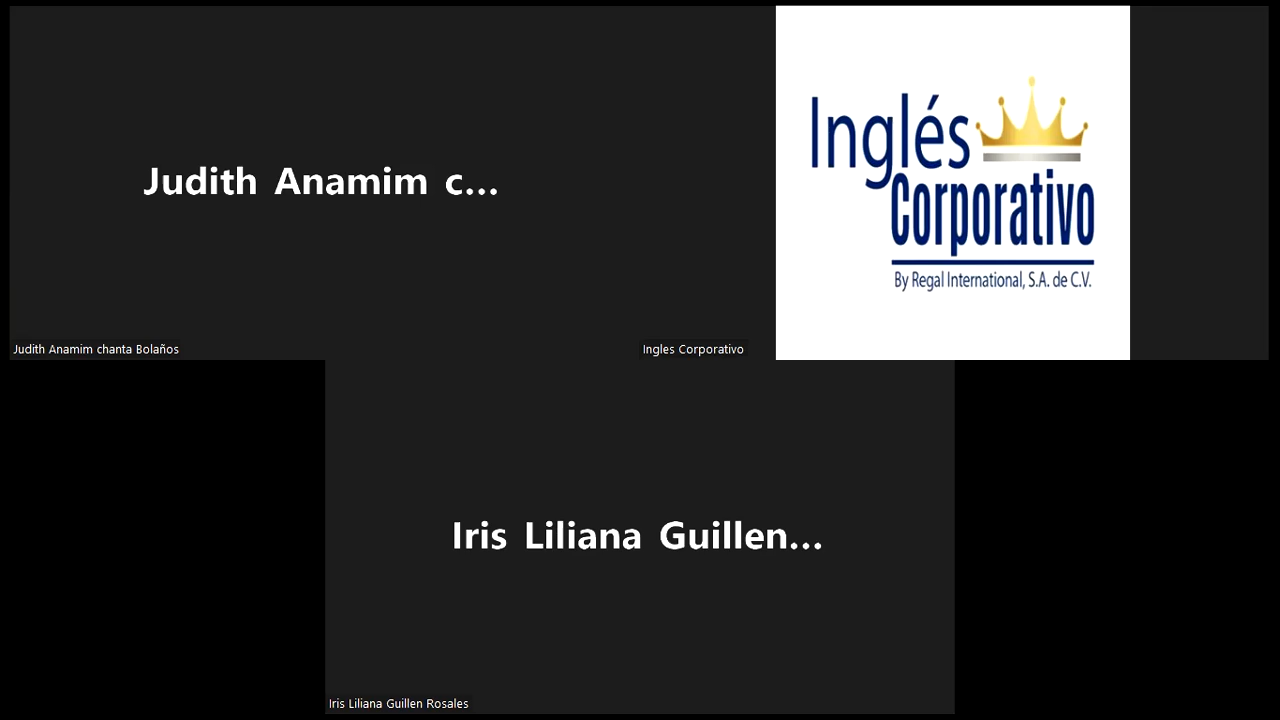 Judith Anamim c...
Judith Anamim chanta Bolaños
Inglés
Corporativo
By Regal International, S.A. de C.V.
Ingles Corporativo
Iris Liliana Guillen...
Iris Liliana Guillen Rosales